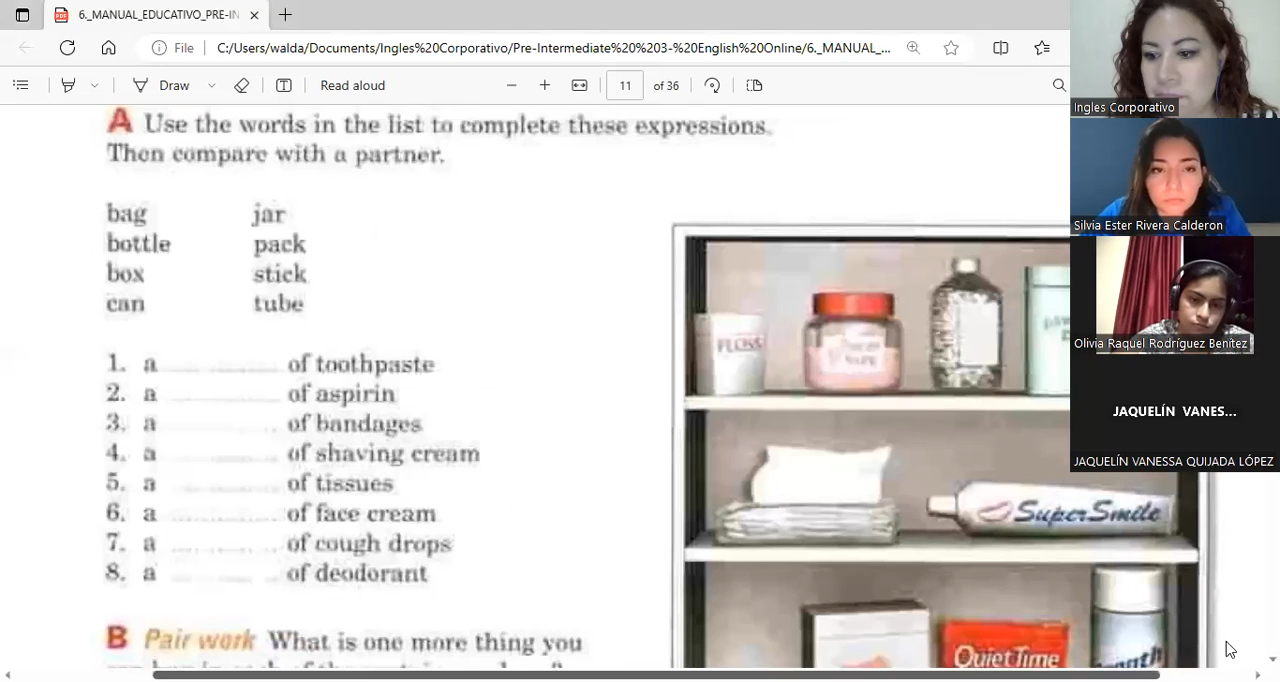 6._MANUAL_EDUCATIVO_PRE-IN
File
C:/Users/walda/Documents/Ingles%20Corporativo/Pre-Intermediate%20%203-%20English%20Online/6._MANUAL_...
Draw
Read aloud
11 of 36
A Use the words in the list to complete these expressions.
Then compare with a partner.
bag jar
bottle pack
box stick
can tube
1. a of toothpaste
2. a of aspirin
3. a of bandages
4. a of shaving cream
5. a of tissues
6. a of face cream
7. a of cough drops
8. a of deodorant
B Pair work What is one more thing you
FLOSS
SuperSmile
QuietTime
Ingles Corporativo
Silvia Ester Rivera Calderon
Olivia Raquel Rodríguez Benítez
JAQUELÍN VANES...
JAQUELÍN VANESSA QUIJADA LÓPEZ